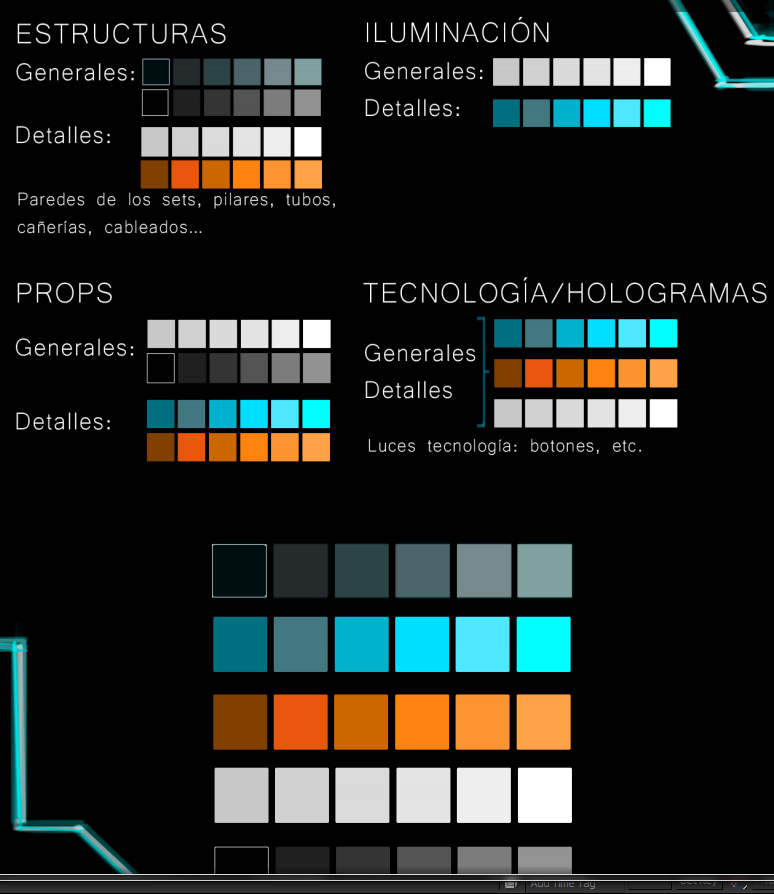 ESTRUCTURAS
Generales:
Detalles:
Paredes de los sets, pilares, tubos,
cañerías, cableados...
ILUMINACIÓN
Generales:
Detalles:
PROPS
Generales:
Detalles:
TECNOLOGÍA/HOLOGRAMAS
Generales
Detalles
Luces tecnología: botones, etc.
Add Time Tag